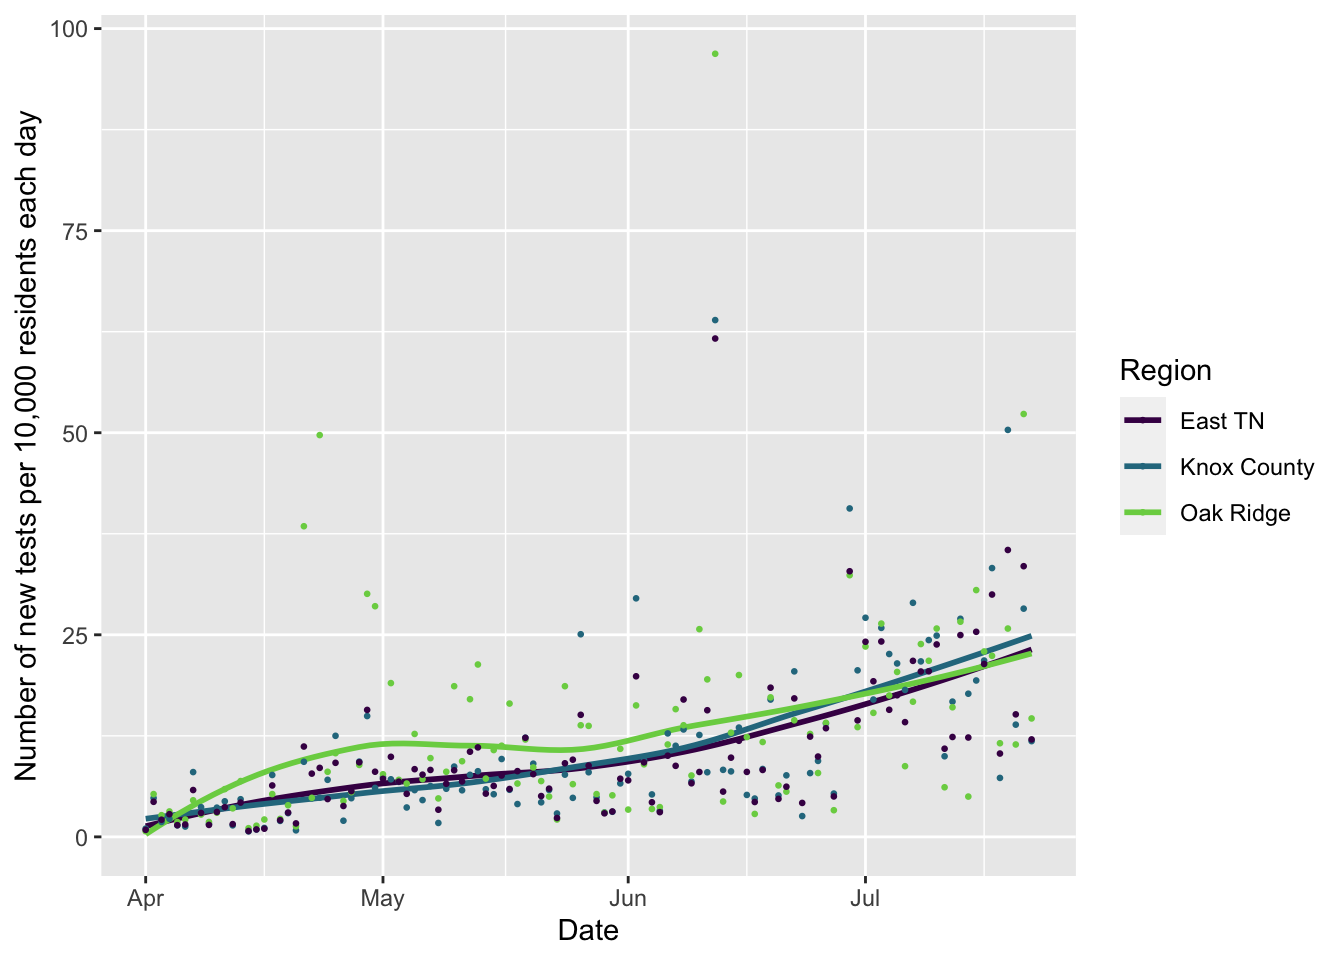 Number of new tests per 10,000 residents each day
100
75
50
25
0
Apr
May
Jun
Jul
Date
Region
East TN
Knox County
Oak Ridge